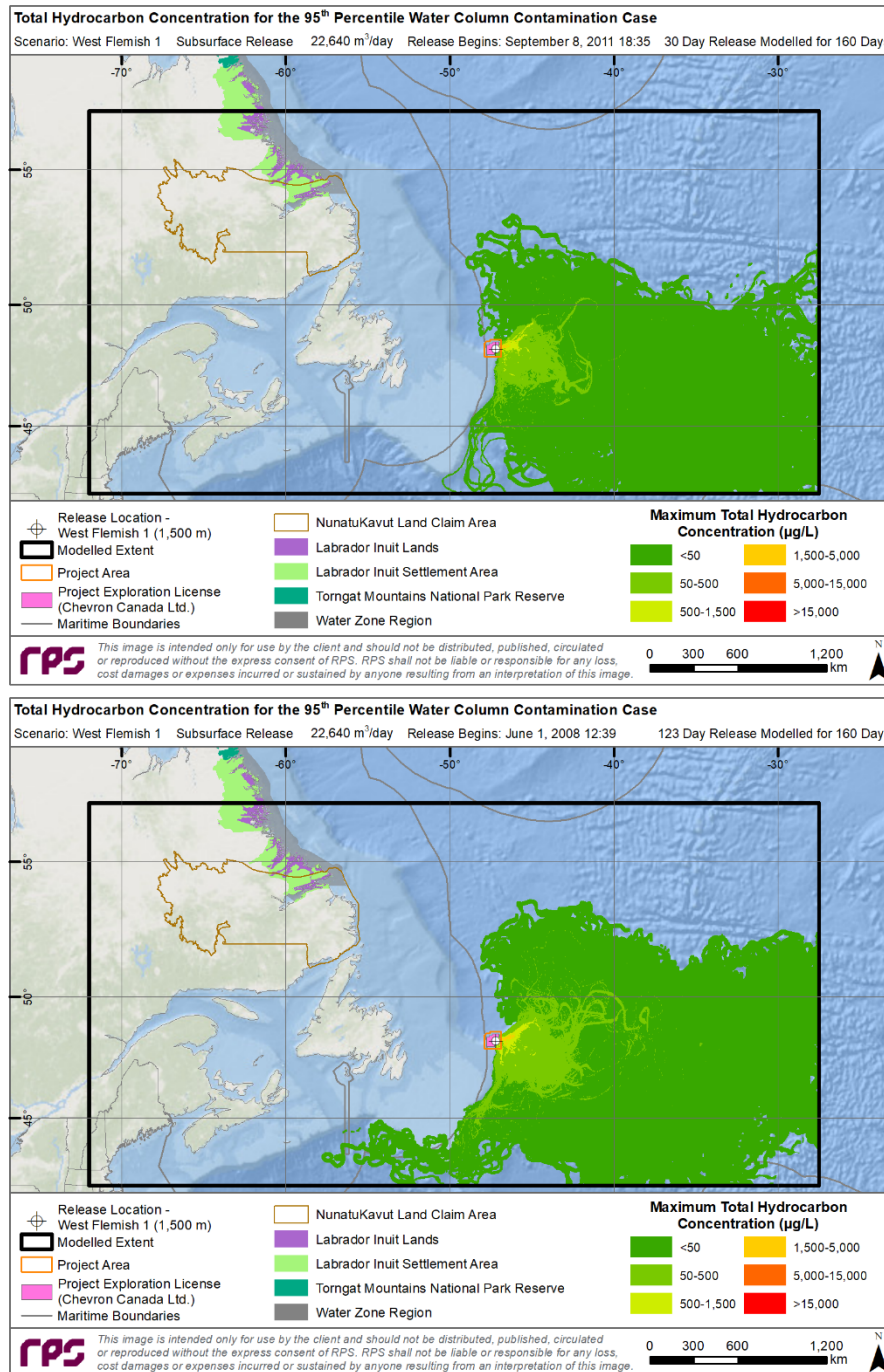 Total Hydrocarbon Concentration for the 95th Percentile Water Column Contamination Case
Scenario: West Flemish 1 Subsurface Release 22,640 m³/day Release Begins: September 8, 2011 18:35 30 Day Release Modelled for 160 Day
-70° -60° -50° -40° -30°
55°
50°
45°
Release Location -
West Flemish 1 (1,500 m)
Modelled Extent
Project Area
Project Exploration License
(Chevron Canada Ltd.)
Maritime Boundaries
NunatuKavut Land Claim Area
Labrador Inuit Lands
Labrador Inuit Settlement Area
Torngat Mountains National Park Reserve
Water Zone Region
Maximum Total Hydrocarbon
Concentration (µg/L)
<50 1,500-5,000
50-500 5,000-15,000
500-1,500 >15,000
rps
This image is intended only for use by the client and should not be distributed, published, circulated
or reproduced without the express consent of RPS. RPS shall not be liable or responsible for any loss,
cost damages or expenses incurred or sustained by anyone resulting from an interpretation of this image.
0 300 600 1,200
km
N
Total Hydrocarbon Concentration for the 95th Percentile Water Column Contamination Case
Scenario: West Flemish 1 Subsurface Release 22,640 m³/day Release Begins: June 1, 2008 12:39 123 Day Release Modelled for 160 Day
-70° -60° -50° -40° -30°
55°
50°
45°
Release Location -
West Flemish 1 (1,500 m)
Modelled Extent
Project Area
Project Exploration License
(Chevron Canada Ltd.)
Maritime Boundaries
NunatuKavut Land Claim Area
Labrador Inuit Lands
Labrador Inuit Settlement Area
Torngat Mountains National Park Reserve
Water Zone Region
Maximum Total Hydrocarbon
Concentration (µg/L)
<50 1,500-5,000
50-500 5,000-15,000
500-1,500 >15,000
rps
This image is intended only for use by the client and should not be distributed, published, circulated
or reproduced without the express consent of RPS. RPS shall not be liable or responsible for any loss,
cost damages or expenses incurred or sustained by anyone resulting from an interpretation of this image.
0 300 600 1,200
km
N